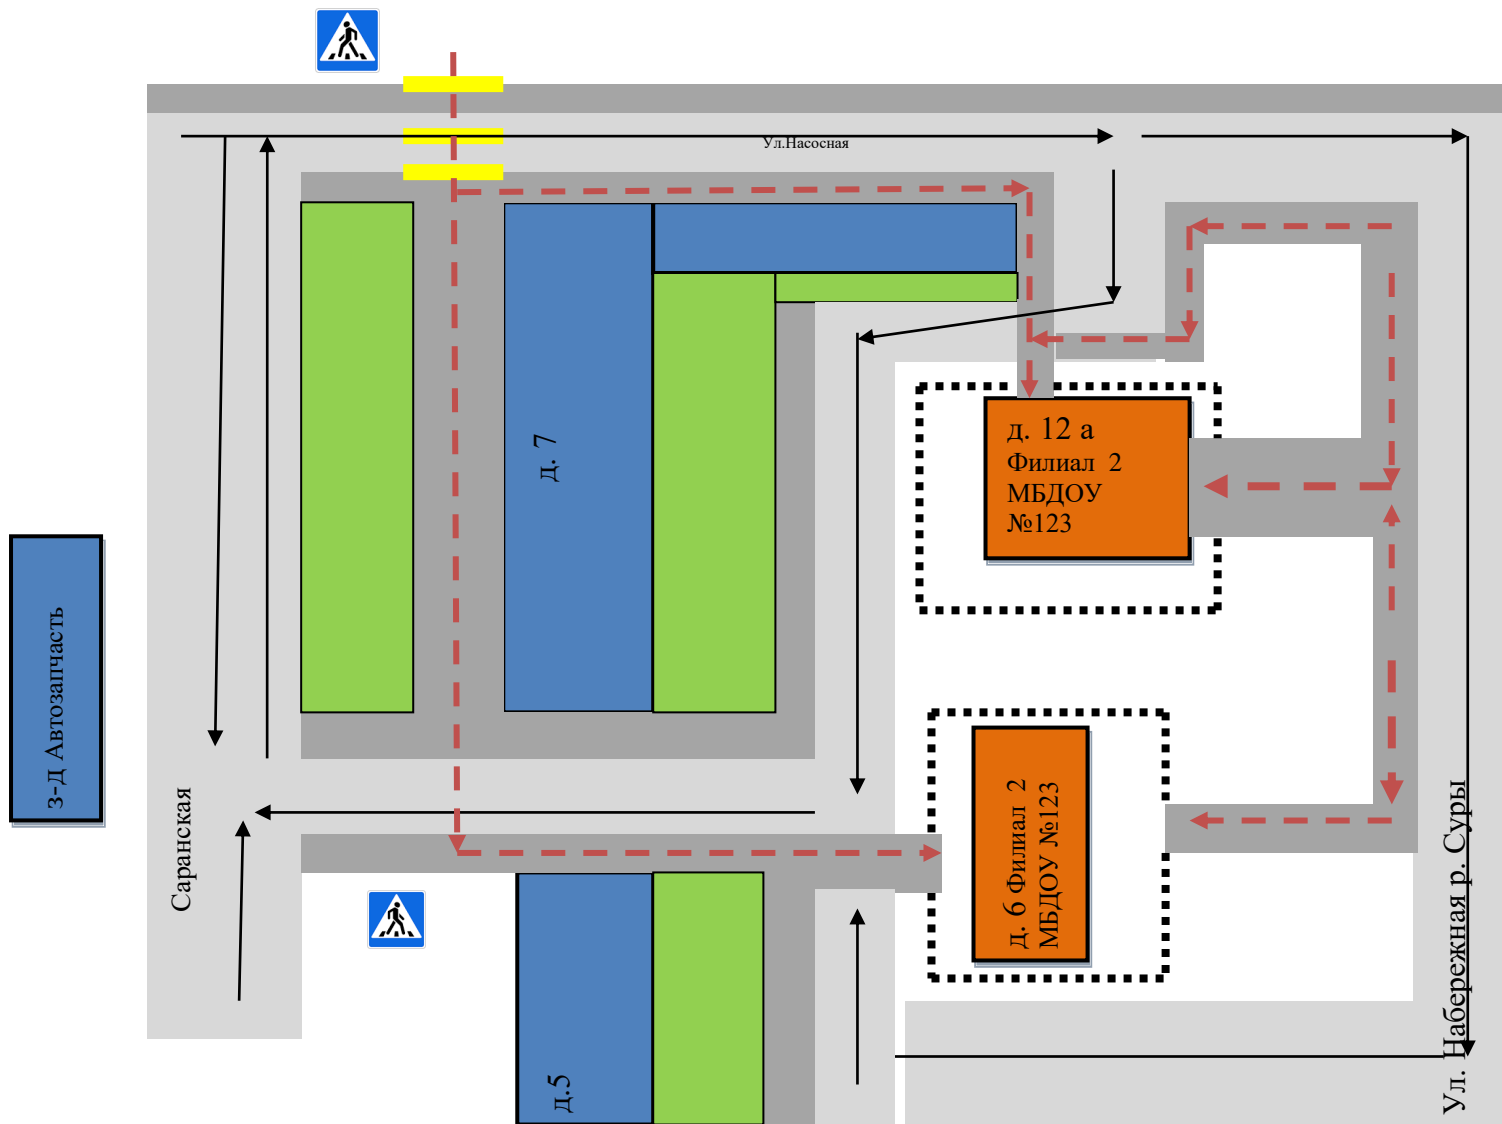 Ул.Насосная
д. 7
д. 12 а
Филиал 2
МБДОУ
№123
з-д Автозапчасть
Саранская
д. 6 Филиал 2
МБДОУ №123
Ул. Набережная р. Суры
д.5